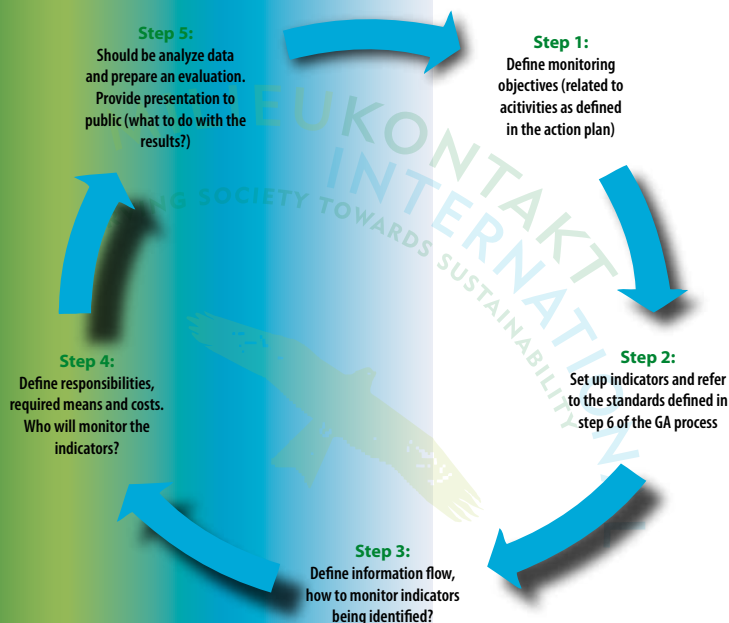 Step 1:
Define monitoring
objectives (related to
acitivities as defined
in the action plan)
Step 2:
Set up indicators and refer
to the standards defined in
step 6 of the GA process
Step 3:
Define information flow,
how to monitor indicators
being identified?
Step 4:
Define responsibilities,
required means and costs.
Who will monitor the
indicators?
Step 5:
Should be analyze data
and prepare an evaluation.
Provide presentation to
public (what to do with the
results?)
MILIEUKONTAKT
INTERNATIONAL
SOCIETY TOWARDS SUSTAINABILITY